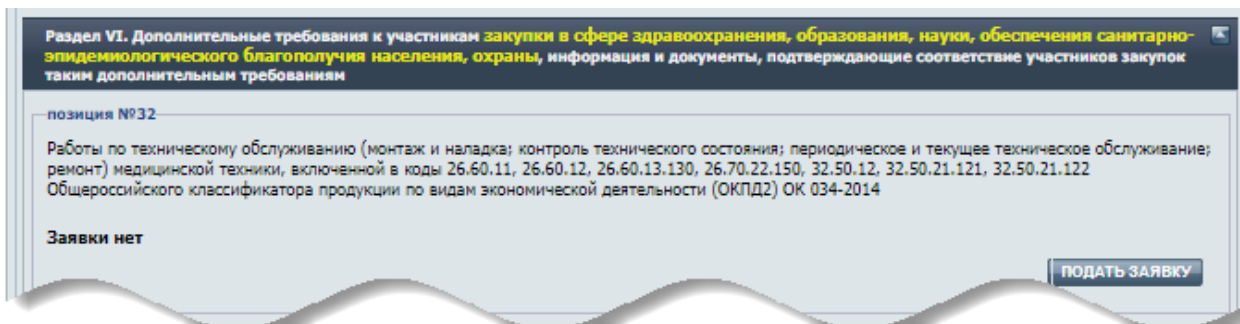 Раздел VI. Дополнительные требования к участникам закупки в сфере здравоохранения, образования, науки, обеспечения санитарно-
эпидемиологического благополучия населения, охраны, информация и документы, подтверждающие соответствие участников закупок
таким дополнительным требованиям
позиция №32
Работы по техническому обслуживанию (монтаж и наладка; контроль технического состояния; периодическое и текущее техническое обслуживание;
ремонт) медицинской техники, включенной в коды 26.60.11, 26.60.12, 26.60.13.130, 26.70.22.150, 32.50.12, 32.50.21.121, 32.50.21.122
Общероссийского классификатора продукции по видам экономической деятельности (ОКПД2) ОК 034-2014
Заявки нет
ПОДАТЬ ЗАЯВКУ